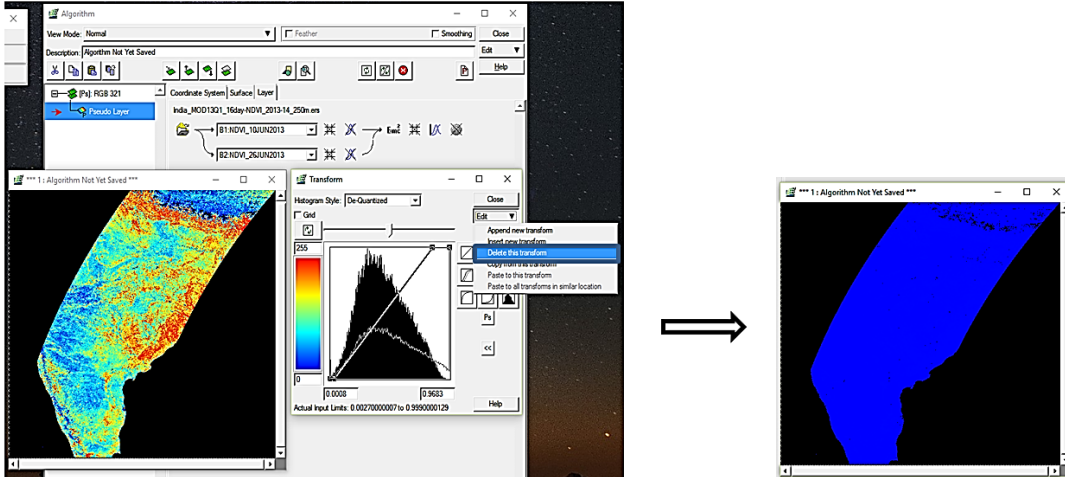 Algorithm
View Mode: Normal
Feather
Smoothing
Close
Description: Algorithm Not Yet Saved
Edit
Help
[Ps]: RGB 321
Pseudo Layer
Coordinate System Surface Layer
India_MOD13Q1_16day-NDVI_2013-14_250m.ers
B1:NDVI_10JUN2013
Emc²
B2:NDVI_26JUN2013
*** 1 : Algorithm Not Yet Saved ***
Transform
Histogram Style: De-Quantized
Close
Grid
Edit
Append new transform
Insert new transform
Delete this transform
Copy from this transform
Paste to this transform
Paste to all transforms in similar location
255
Ps
<<
0
0.0008 0.9683
Actual Input Limits: 0.00270000007 to 0.9990000129
Help
*** 1 : Algorithm Not Yet Saved ***